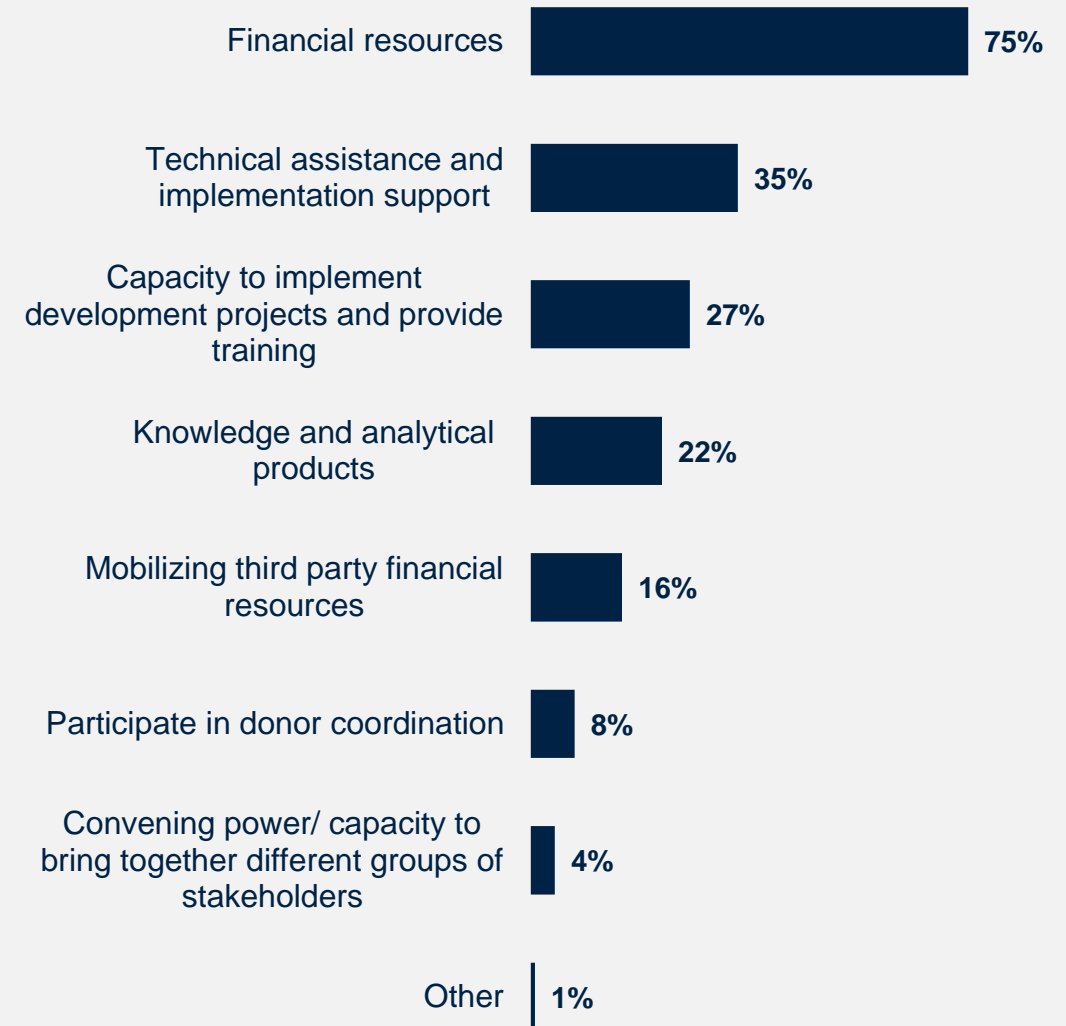 Financial resources
75%
Technical assistance and
implementation support
35%
Capacity to implement
development projects and provide
training
27%
Knowledge and analytical
products
22%
Mobilizing third party financial
resources
16%
Participate in donor coordination
8%
Convening power/ capacity to
bring together different groups of
stakeholders
4%
Other
1%